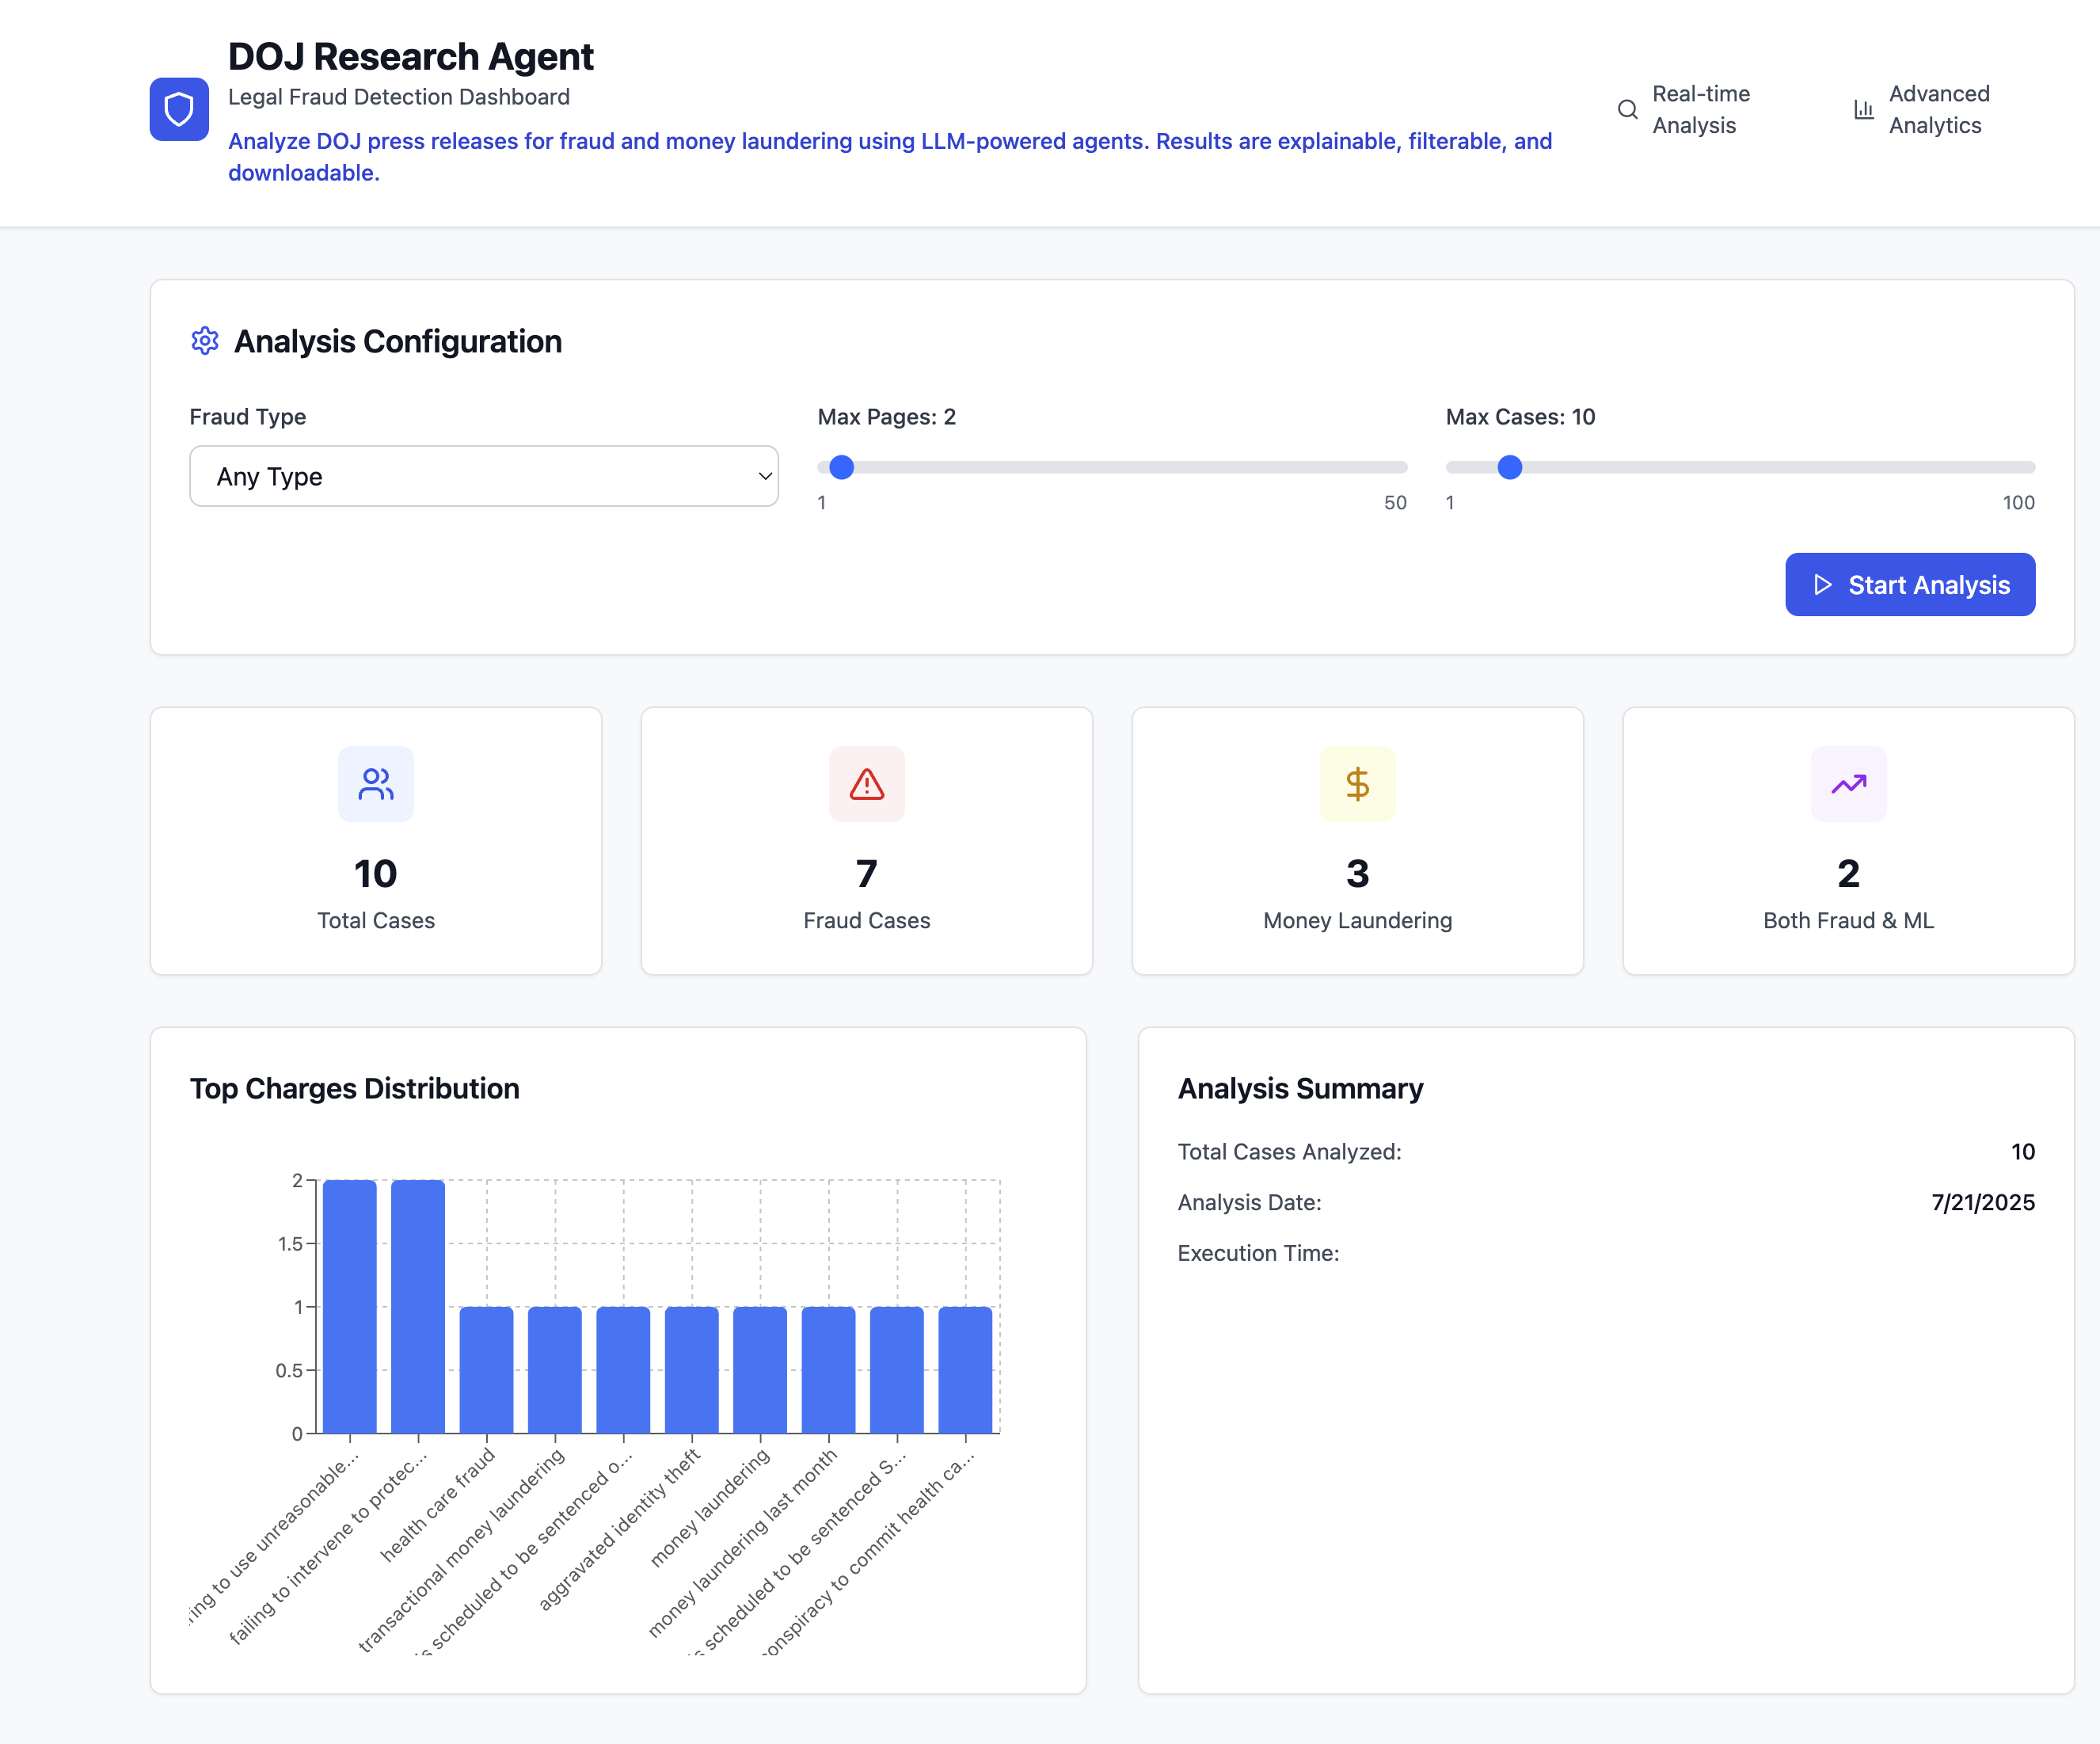 DOJ Research Agent
Legal Fraud Detection Dashboard
Analyze DOJ press releases for fraud and money laundering using LLM-powered agents. Results are explainable, filterable, and
downloadable.
Real-time
Analysis
Advanced
Analytics
Analysis Configuration
Fraud Type
Any Type
Max Pages: 2
1
50
Max Cases: 10
1
100
Start Analysis
10
Total Cases
7
Fraud Cases
3
Money Laundering
2
Both Fraud & ML
Top Charges Distribution
2
1.5
1
0.5
0
ring to use unreasonable...
failing to intervene to protec...
health care fraud
transactional money laundering
is scheduled to be sentenced o...
aggravated identity theft
money laundering
money laundering last month
is scheduled to be sentenced S...
conspiracy to commit health ca...
Analysis Summary
Total Cases Analyzed:
10
Analysis Date:
7/21/2025
Execution Time: